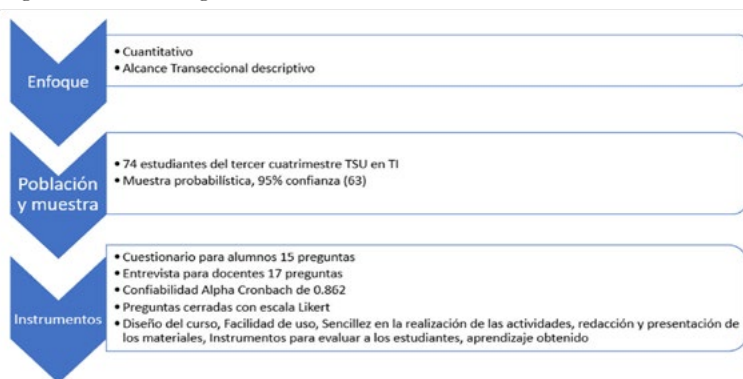 Enfoque
• Cuantitativo
• Alcance Transeccional descriptivo
Población
y muestra
• 74 estudiantes del tercer cuatrimestre TSU en TI
• Muestra probabilística, 95% confianza (63)
Instrumentos
• Cuestionario para alumnos 15 preguntas
• Entrevista para docentes 17 preguntas
• Confiabilidad Alpha Cronbach de 0.862
• Preguntas cerradas con escala Likert
• Diseño del curso, Facilidad de uso, Sencillez en la realización de las actividades, redacción y presentación de
los materiales, Instrumentos para evaluar a los estudiantes, aprendizaje obtenido